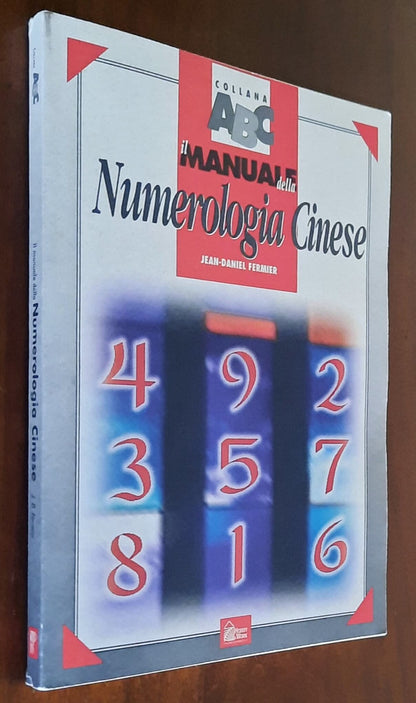 COLLANA
ABC
il MANUALE della
Numerologia Cinese
JEAN-DANIEL FERMIER
4 9 2
3 5 7
8 1 6
ABC
il manuale della Numerologia Cinese